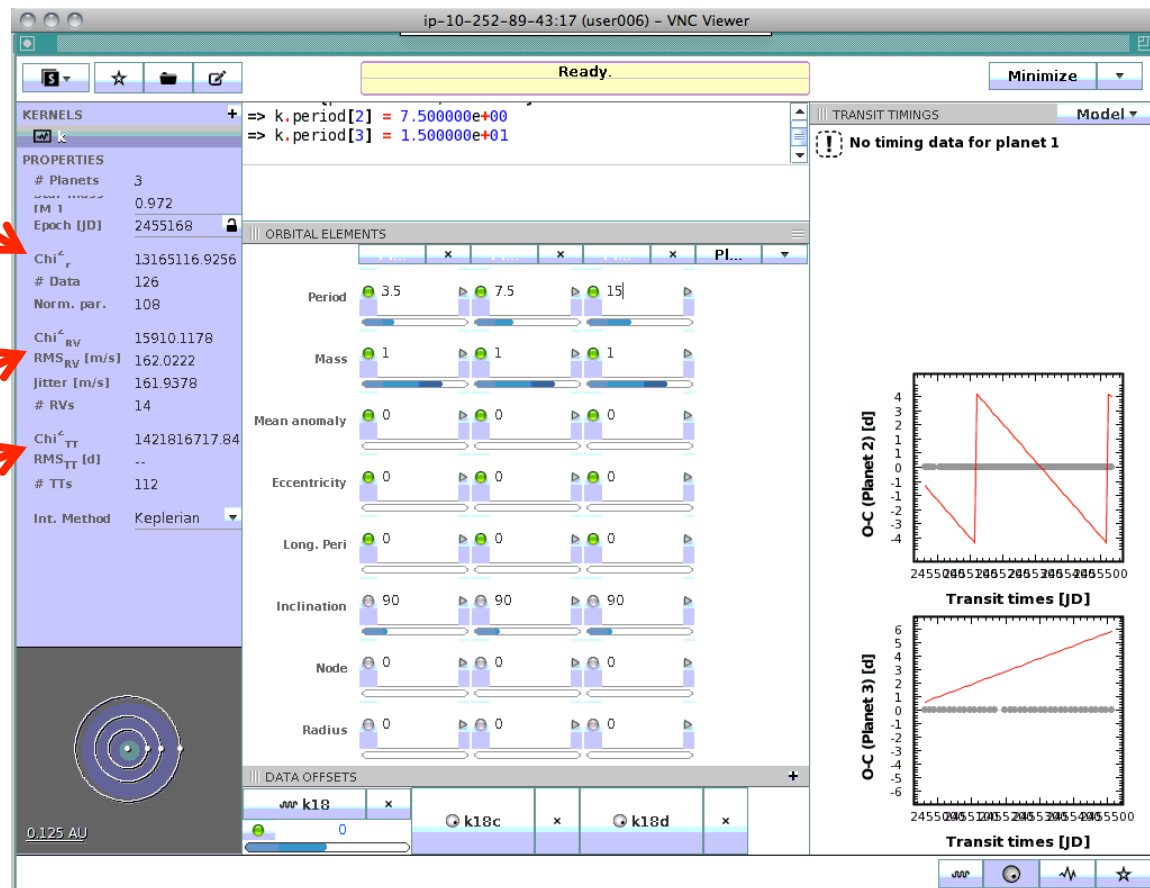 ip-10-252-89-43:17 (user006) – VNC Viewer
Ready.
Minimize
KERNELS +
k
PROPERTIES
# Planets 3
[M ] 0.972
Epoch [JD] 2455168
Chi²r 13165116.9256
# Data 126
Norm. par. 108
Chi²RV 15910.1178
RMSRV [m/s] 162.0222
Jitter [m/s] 161.9378
# RVs 14
Chi²TT 1421816717.84
RMSTT [d] --
# TTs 112
Int. Method Keplerian
0.125 AU
=> k.period[2] = 7.500000e+00
=> k.period[3] = 1.500000e+01
ORBITAL ELEMENTS
× × × Pl...
Period 3.5 7.5 15
Mass 1 1 1
Mean anomaly 0 0 0
Eccentricity 0 0 0
Long. Peri 0 0 0
Inclination 90 90 90
Node 0 0 0
Radius 0 0 0
DATA OFFSETS +
k18 × k18c × k18d ×
0
TRANSIT TIMINGS Model
No timing data for planet 1
O-C (Planet 2) [d]
4
3
2
1
0
-1
-2
-3
-4
Transit times [JD]
O-C (Planet 3) [d]
6
5
4
3
2
1
0
-1
-2
-3
-4
-5
-6
Transit times [JD]